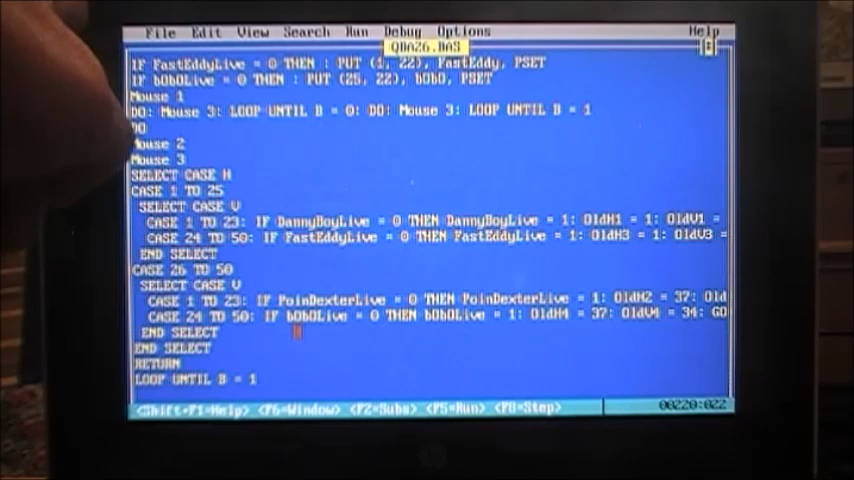 File Edit View Search Run Debug Options Help
QBA26.BAS
IF FastEddyLive = 0 THEN : PUT (1, 22), FastEddy, PSET
IF bObOLive = 0 THEN : PUT (25, 22), bObO, PSET
Mouse 1
DO: Mouse 3: LOOP UNTIL B = 0: DO: Mouse 3: LOOP UNTIL B = 1
DO
Mouse 2
Mouse 3
SELECT CASE H
CASE 1 TO 25
SELECT CASE V
CASE 1 TO 23: IF DannyBoyLive = 0 THEN DannyBoyLive = 1: OldH1 = 1: OldV1 =
CASE 24 TO 50: IF FastEddyLive = 0 THEN FastEddyLive = 1: OldH3 = 1: OldV3 =
END SELECT
CASE 26 TO 50
SELECT CASE V
CASE 1 TO 23: IF PoinDexterLive = 0 THEN PoinDexterLive = 1: OldH2 = 37: Old
CASE 24 TO 50: IF bObOLive = 0 THEN bObOLive = 1: OldH4 = 37: OldV4 = 34: GO
END SELECT
END SELECT
RETURN
LOOP UNTIL B = 1
<Shift+F1=Help> <F6=Window> <F2=Subs> <F5=Run> <F8=Step> 00220:022